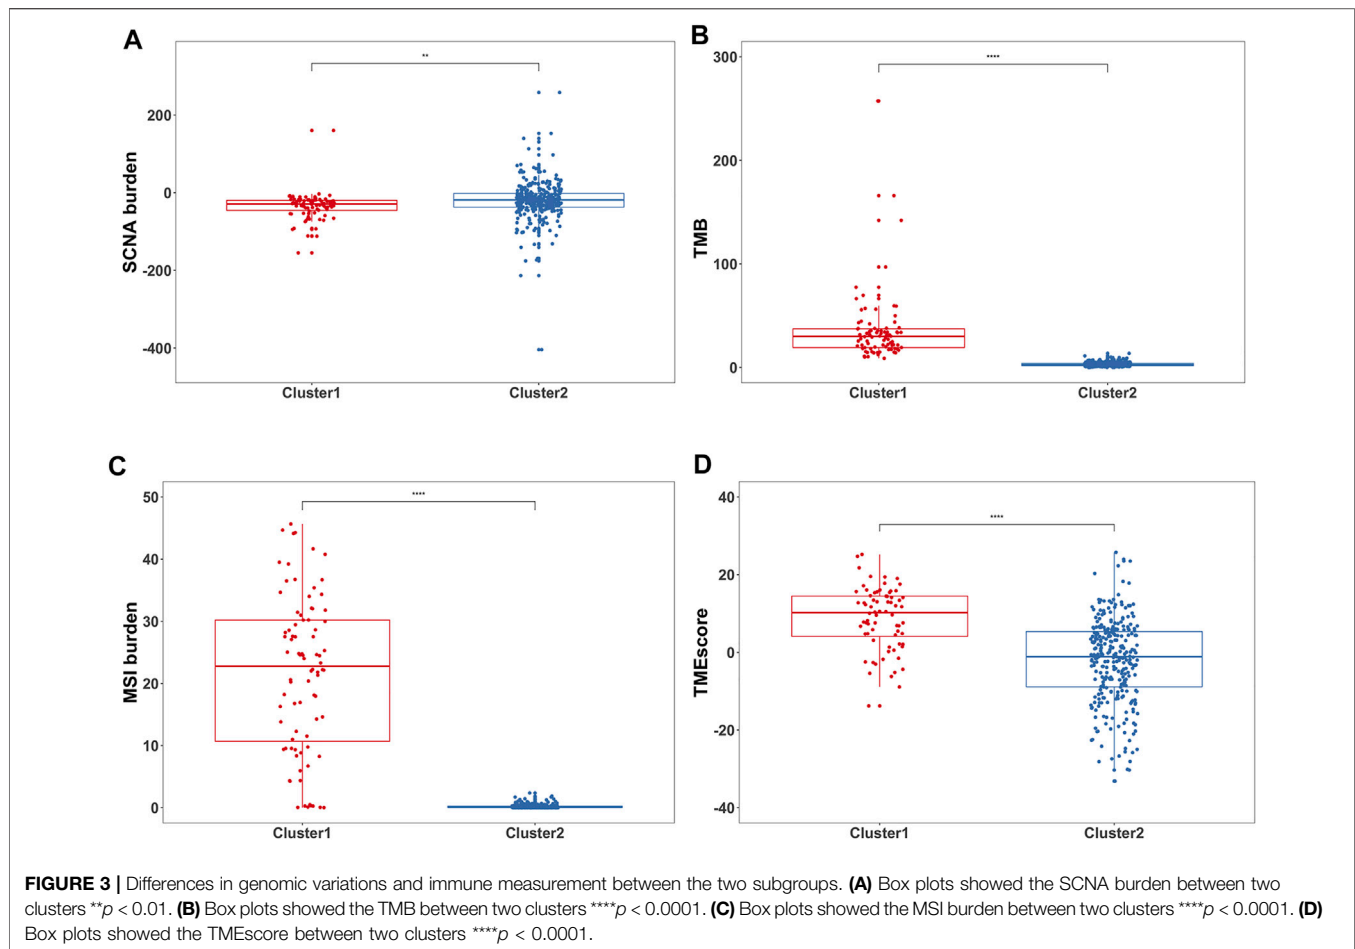 A
**
SCNA burden
200
0
-200
-400
Cluster1 Cluster2
B
****
TMB
300
200
100
0
Cluster1 Cluster2
C
****
MSI burden
50
40
30
20
10
0
Cluster1 Cluster2
D
****
TMEscore
40
20
0
-20
-40
Cluster1 Cluster2
FIGURE 3 | Differences in genomic variations and immune measurement between the two subgroups. (A) Box plots showed the SCNA burden between two
clusters **p < 0.01. (B) Box plots showed the TMB between two clusters ****p < 0.0001. (C) Box plots showed the MSI burden between two clusters ****p < 0.0001. (D)
Box plots showed the TMEscore between two clusters ****p < 0.0001.